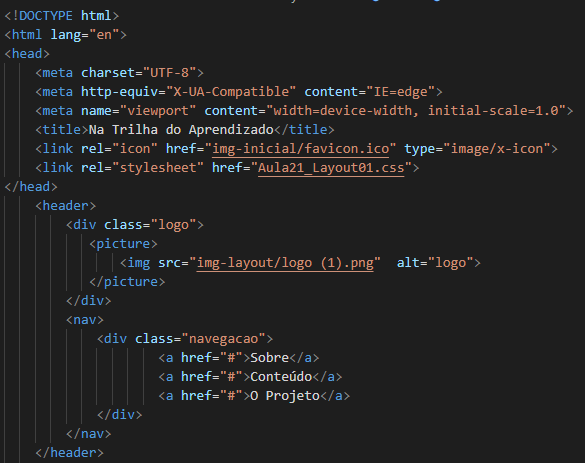 <!DOCTYPE html>
<html lang="en">
<head>
<meta charset="UTF-8">
<meta http-equiv="X-UA-Compatible" content="IE=edge">
<meta name="viewport" content="width=device-width, initial-scale=1.0">
<title>Na Trilha do Aprendizado</title>
<link rel="icon" href="img-inicial/favicon.ico" type="image/x-icon">
<link rel="stylesheet" href="Aula21_Layout01.css">
</head>
<header>
<div class="logo">
<picture>
<img src="img-layout/logo (1).png"  alt="logo">
</picture>
</div>
<nav>
<div class="navegacao">
<a href="#">Sobre</a>
<a href="#">Conteúdo</a>
<a href="#">O Projeto</a>
</div>
</nav>
</header>